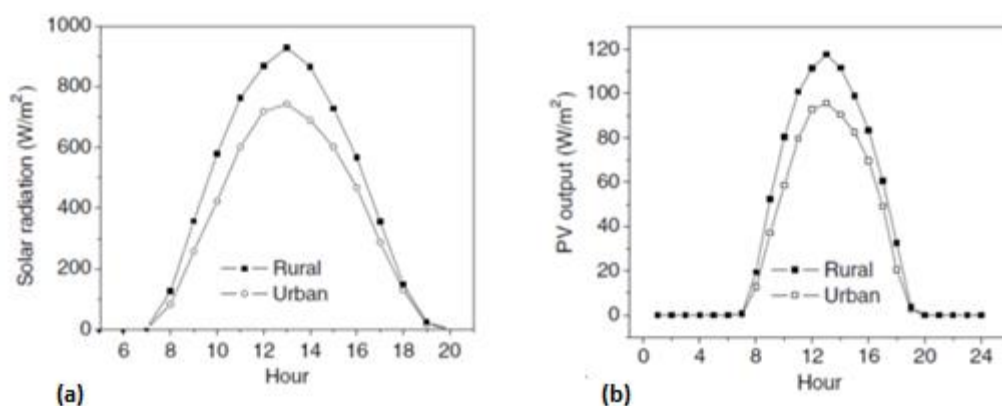 1000
800
600
400
200
0
Solar radiation (W/m²)
Rural
Urban
6 8 10 12 14 16 18 20
Hour
(a)
120
100
80
60
40
20
0
PV output (W/m²)
Rural
Urban
0 4 8 12 16 20 24
Hour
(b)